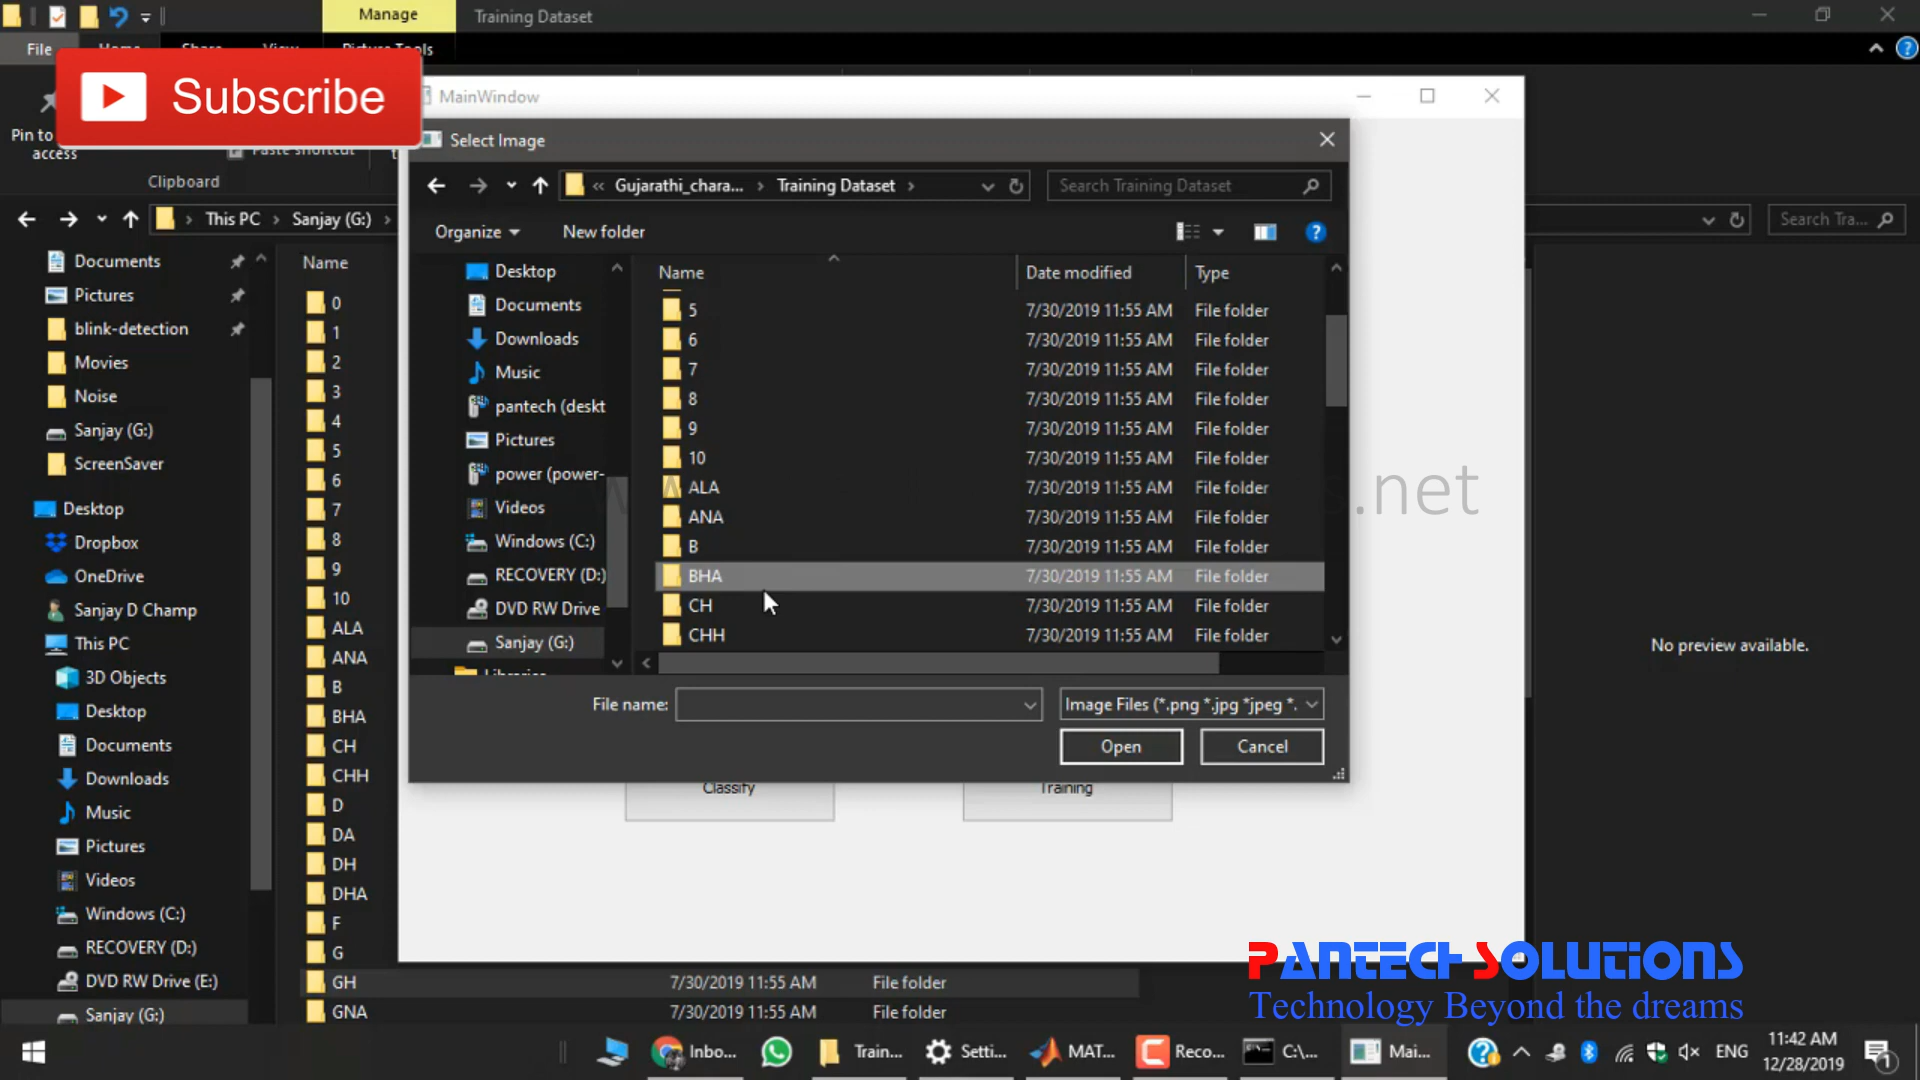 Manage
Training Dataset
File
Home
Share
View
Picture Tools
Subscribe
Pin to
access
Paste shortcut
Clipboard
This PC > Sanjay (G:) >
Search Tra...
Documents
Pictures
blink-detection
Movies
Noise
Sanjay (G:)
ScreenSaver
Desktop
Dropbox
OneDrive
Sanjay D Champ
This PC
3D Objects
Desktop
Documents
Downloads
Music
Pictures
Videos
Windows (C:)
RECOVERY (D:)
DVD RW Drive (E:)
Sanjay (G:)
Name
0
1
2
3
4
5
6
7
8
9
10
ALA
ANA
B
BHA
CH
CHH
D
DA
DH
DHA
F
G
GH 7/30/2019 11:55 AM File folder
GNA 7/30/2019 11:55 AM File folder
MainWindow
Select Image
« Gujarathi_chara... > Training Dataset >
Search Training Dataset
Organize
New folder
Desktop
Documents
Downloads
Music
pantech (deskt
Pictures
power (power-
Videos
Windows (C:)
RECOVERY (D:)
DVD RW Drive
Sanjay (G:)
Libraries
Name Date modified Type
5 7/30/2019 11:55 AM File folder
6 7/30/2019 11:55 AM File folder
7 7/30/2019 11:55 AM File folder
8 7/30/2019 11:55 AM File folder
9 7/30/2019 11:55 AM File folder
10 7/30/2019 11:55 AM File folder
ALA 7/30/2019 11:55 AM File folder
ANA 7/30/2019 11:55 AM File folder
B 7/30/2019 11:55 AM File folder
BHA 7/30/2019 11:55 AM File folder
CH 7/30/2019 11:55 AM File folder
CHH 7/30/2019 11:55 AM File folder
File name:
Image Files (*.png *.jpg *jpeg *.
Open
Cancel
Classify
Training
s.net
No preview available.
PANTECH SOLUTIONS
Technology Beyond the dreams
Inbo...
Train...
Setti...
MAT...
Reco...
C:\...
Mai...
ENG
11:42 AM
12/28/2019
1